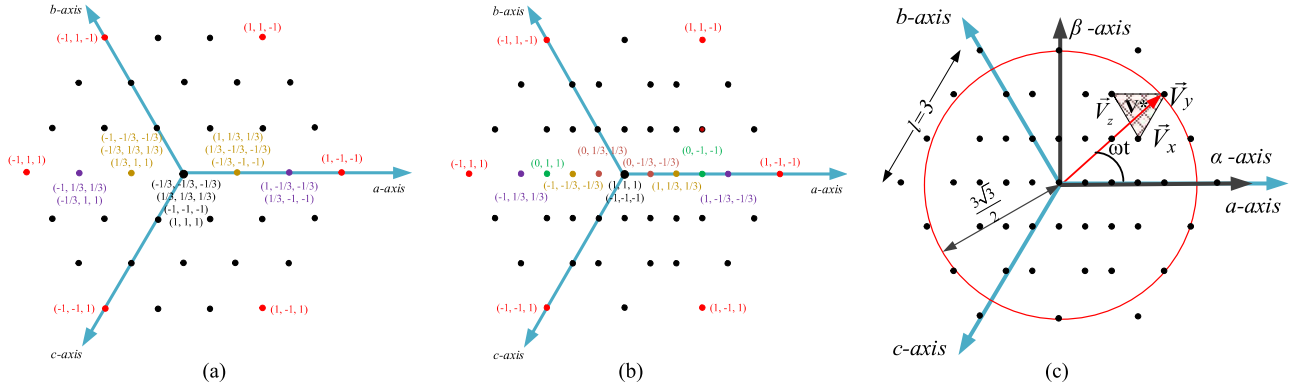 b-axis
(-1, 1, -1)
(1, 1, -1)
(-1, -1/3, -1/3)
(-1/3, 1/3, 1/3)
(1/3, 1, 1)
(1, 1/3, 1/3)
(1/3, -1/3, -1/3)
(-1/3, -1, -1)
(-1, 1, 1)
(1, -1, -1)
a-axis
(-1, 1/3, 1/3)
(-1/3, 1, 1)
(-1/3, -1/3, -1/3)
(1/3, 1/3, 1/3)
(-1, -1, -1)
(1, 1, 1)
(1, -1/3, -1/3)
(1/3, -1, -1)
(-1, -1, 1)
(1, -1, 1)
c-axis
(a)
b-axis
(-1, 1, -1)
(1, 1, -1)
(0, 1/3, 1/3)
(0, -1/3, -1/3)
(-1, 1, 1)
(0, 1, 1)
(0, -1, -1)
(1, -1, -1)
a-axis
(-1, -1/3, -1/3)
(1, 1, 1)
(1, 1/3, 1/3)
(-1, 1/3, 1/3)
(-1,-1,-1)
(1, -1/3, -1/3)
(-1, -1, 1)
(1, -1, 1)
c-axis
(b)
b-axis
β -axis
l=3
V⃗z
V*
V⃗y
V⃗x
ωt
α -axis
a-axis
3√3
2
c-axis
(c)